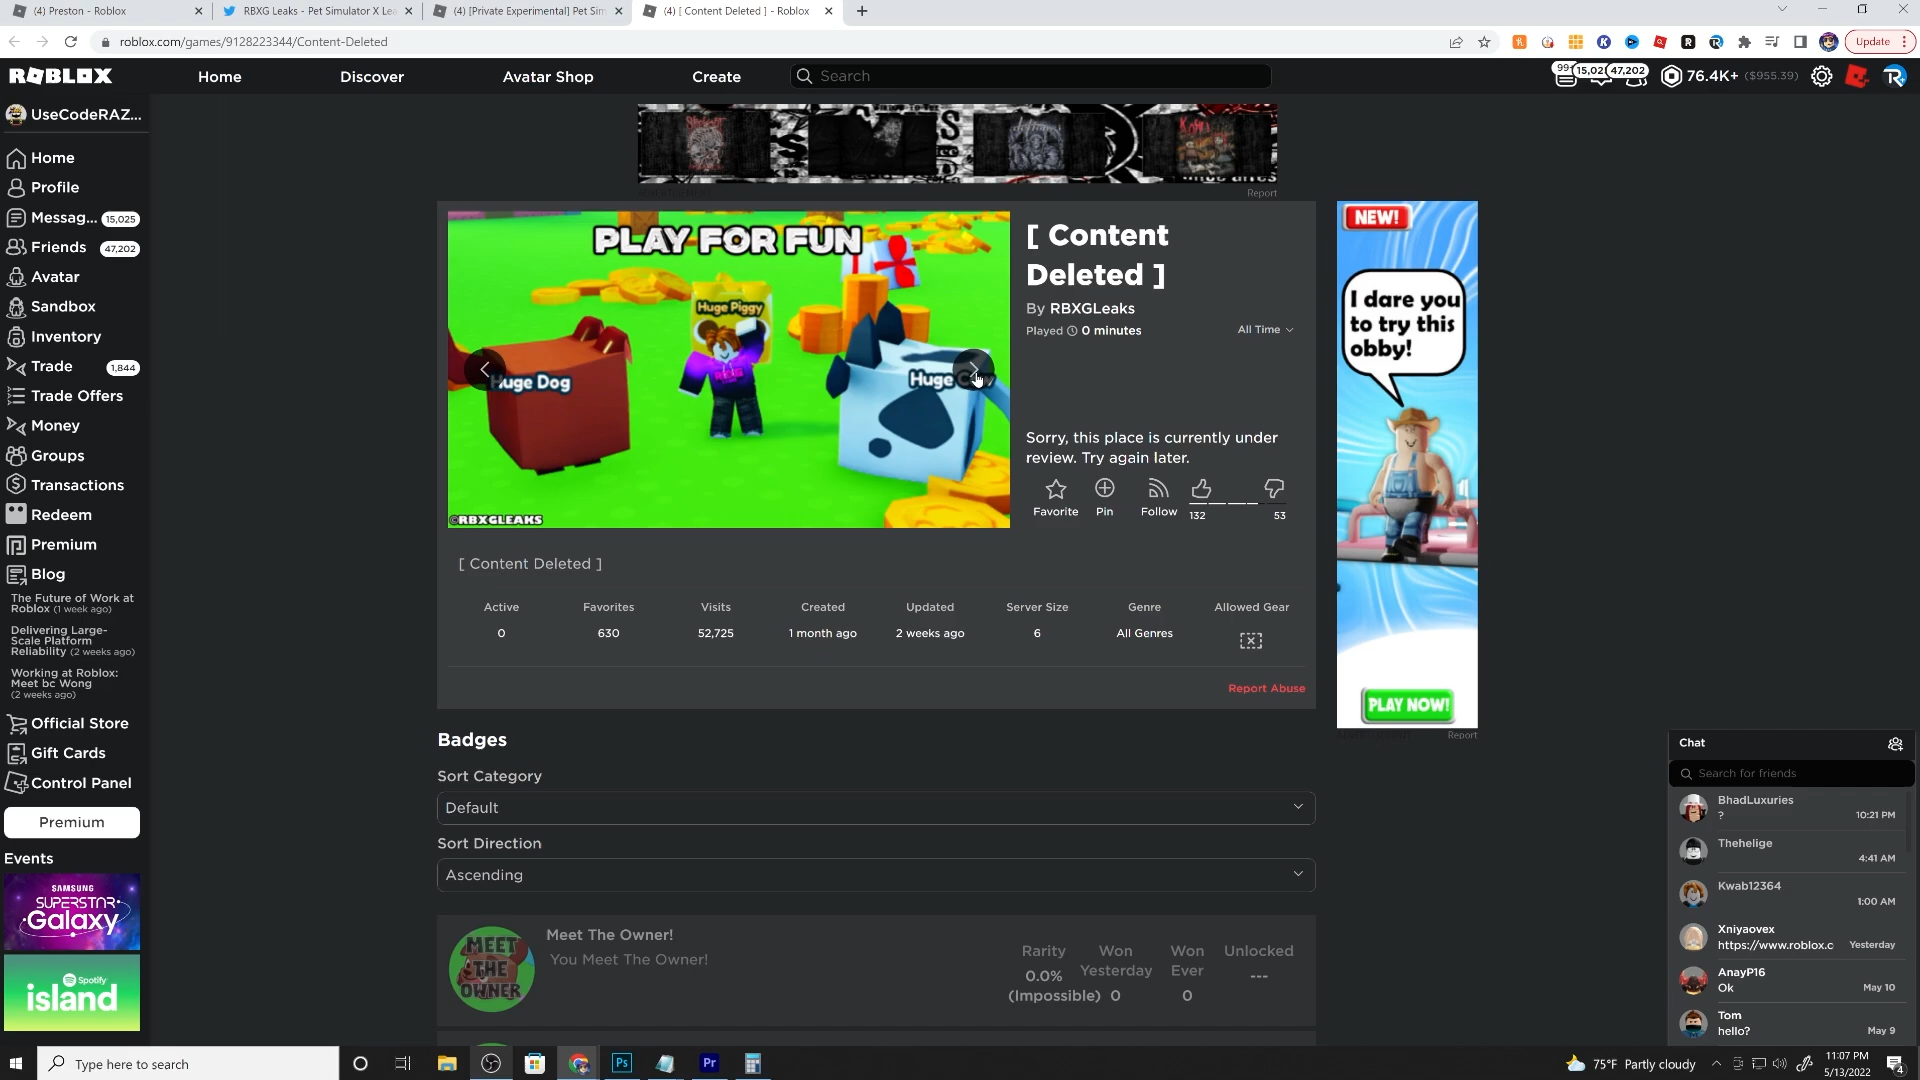 (4) Preston - Roblox
RBXG Leaks - Pet Simulator X Lea
(4) [Private Experimental] Pet Sim
(4) [ Content Deleted ] - Roblox
roblox.com/games/9128223344/Content-Deleted
Update
ROBLOX
Home
Discover
Avatar Shop
Create
Search
99+
15,02
47,202
76.4K+ ($955.39)
UseCodeRAZ...
Home
Profile
Messag... 15,025
Friends 47,202
Avatar
Sandbox
Inventory
Trade 1,844
Trade Offers
Money
Groups
Transactions
Redeem
Premium
Blog
The Future of Work at
Roblox (1 week ago)
Delivering Large-
Scale Platform
Reliability (2 weeks ago)
Working at Roblox:
Meet bc Wong
(2 weeks ago)
Official Store
Gift Cards
Control Panel
Premium
Events
SAMSUNG
SUPERSTAR
Galaxy
Spotify
island
Report
PLAY FOR FUN
Huge Piggy
Huge Dog
Huge
©RBXGLEAKS
[ Content
Deleted ]
By RBXGLeaks
Played 0 minutes
All Time
Sorry, this place is currently under
review. Try again later.
Favorite
Pin
Follow
132
53
[ Content Deleted ]
Active Favorites Visits Created Updated Server Size Genre Allowed Gear
0 630 52,725 1 month ago 2 weeks ago 6 All Genres
Report Abuse
Badges
Sort Category
Default
Sort Direction
Ascending
MEET
THE
OWNER
Meet The Owner!
You Meet The Owner!
Rarity
0.0%
(Impossible)
Won
Yesterday
0
Won
Ever
0
Unlocked
---
NEW!
I dare you
to try this
obby!
PLAY NOW!
Report
Chat
Search for friends
BhadLuxuries
? 10:21 PM
Thehelige
4:41 AM
Kwab12364
1:00 AM
Xniyaovex
https://www.roblox.c Yesterday
AnayP16
Ok May 10
Tom
hello? May 9
Type here to search
Ps
Pr
75°F Partly cloudy
11:07 PM
5/13/2022
4